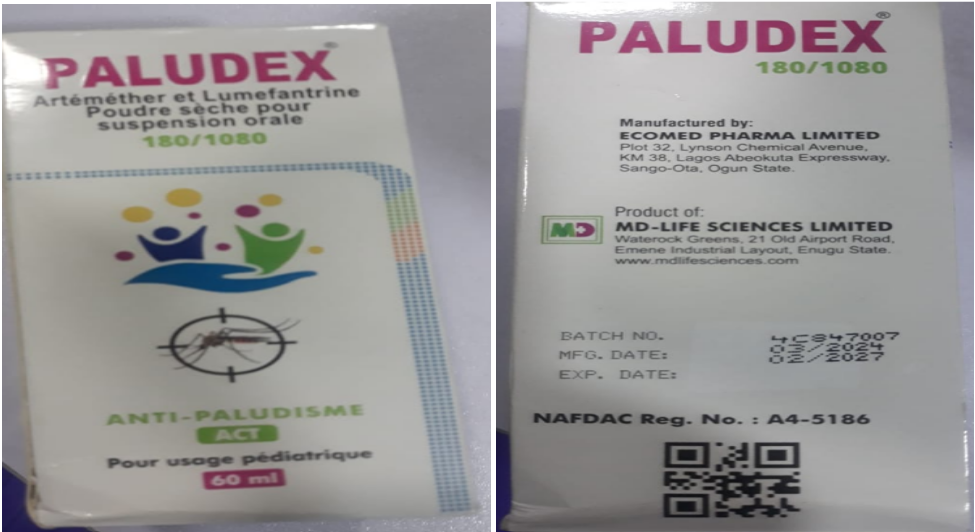 PALUDEX®
Artéméther et Lumefantrine
Poudre sèche pour
suspension orale
180/1080
ANTI-PALUDISME
ACT
Pour usage pédiatrique
60 ml
PALUDEX®
180/1080
Manufactured by:
ECOMED PHARMA LIMITED
Plot 32, Lynson Chemical Avenue,
KM 38, Lagos Abeokuta Expressway,
Sango-Ota, Ogun State.
MD
Product of:
MD-LIFE SCIENCES LIMITED
Waterock Greens, 21 Old Airport Road,
Emene Industrial Layout, Enugu State.
www.mdlifesciences.com
BATCH NO. 4C847007
MFG. DATE: 03/2024
EXP. DATE: 02/2027
NAFDAC Reg. No. : A4-5186